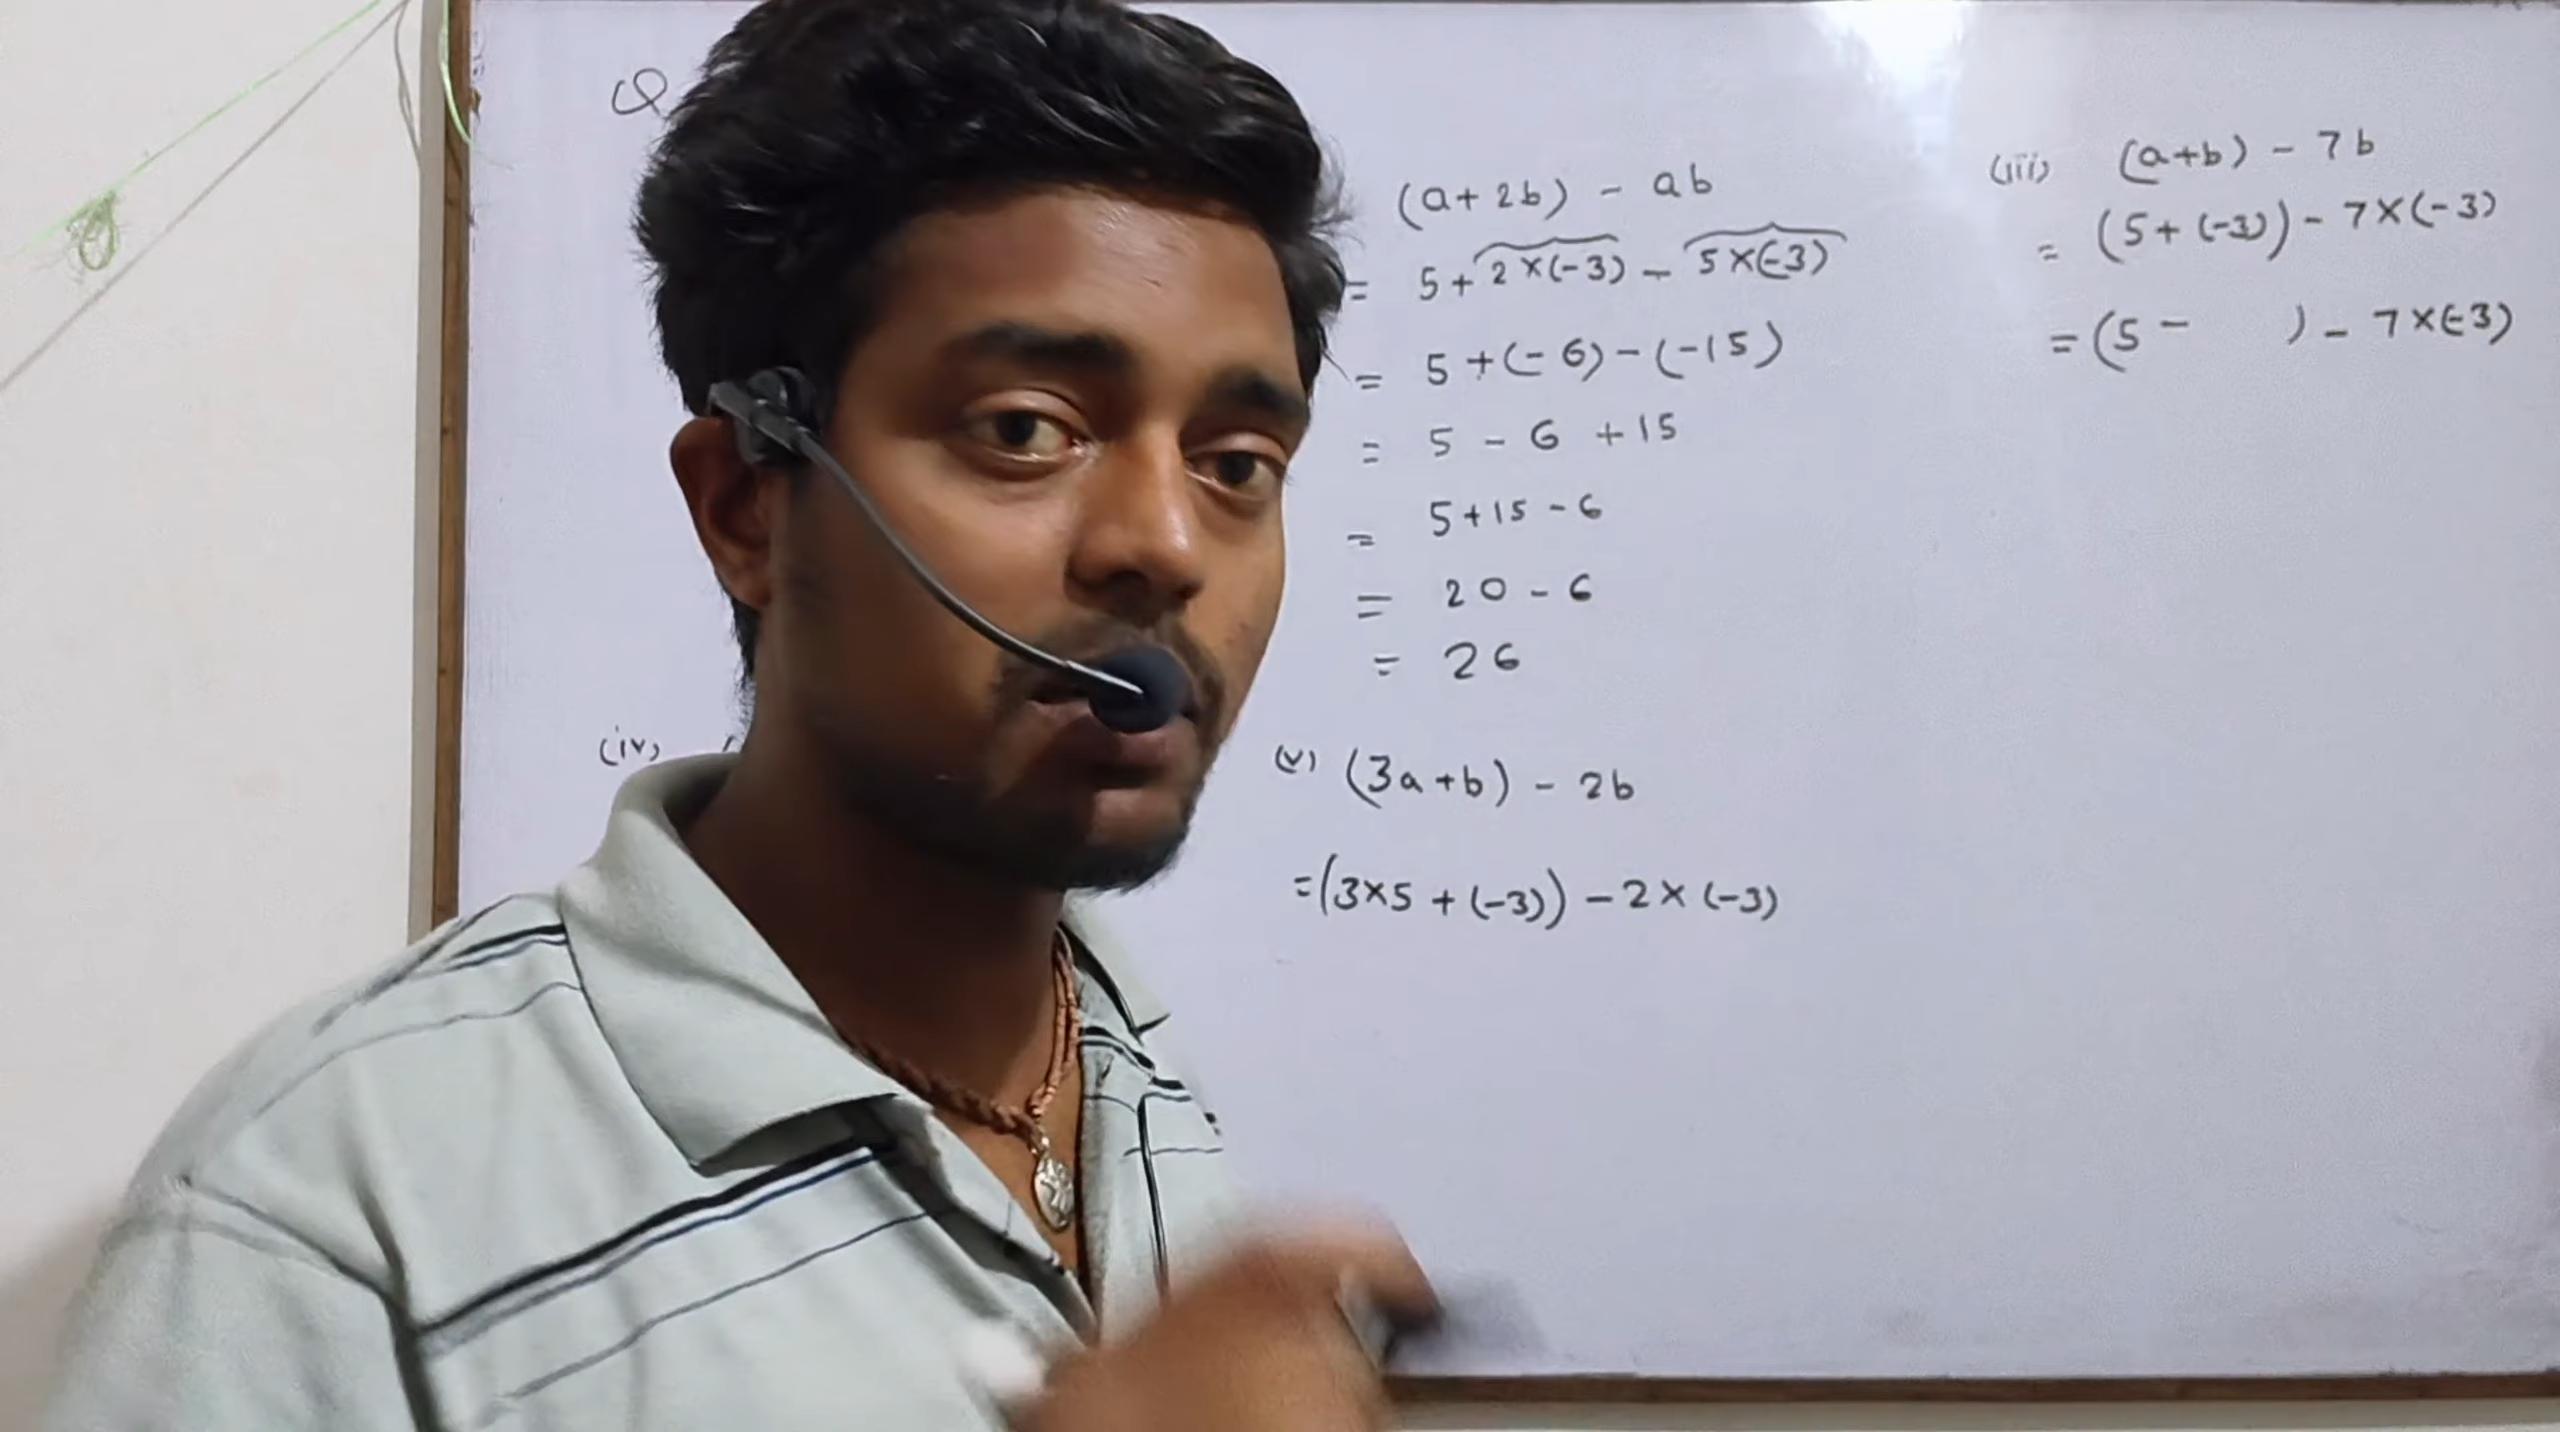 Q
(a+2b) - ab
= 5+2×(-3) - 5×(-3)
= 5+(-6)-(-15)
= 5 - 6 +15
= 5+15-6
= 20-6
= 26
(iii) (a+b) - 7b
= (5+(-3)) - 7×(-3)
= (5 - ) - 7×(-3)
(iv) (
(v) (3a+b) - 2b
= (3×5 + (-3)) - 2×(-3)